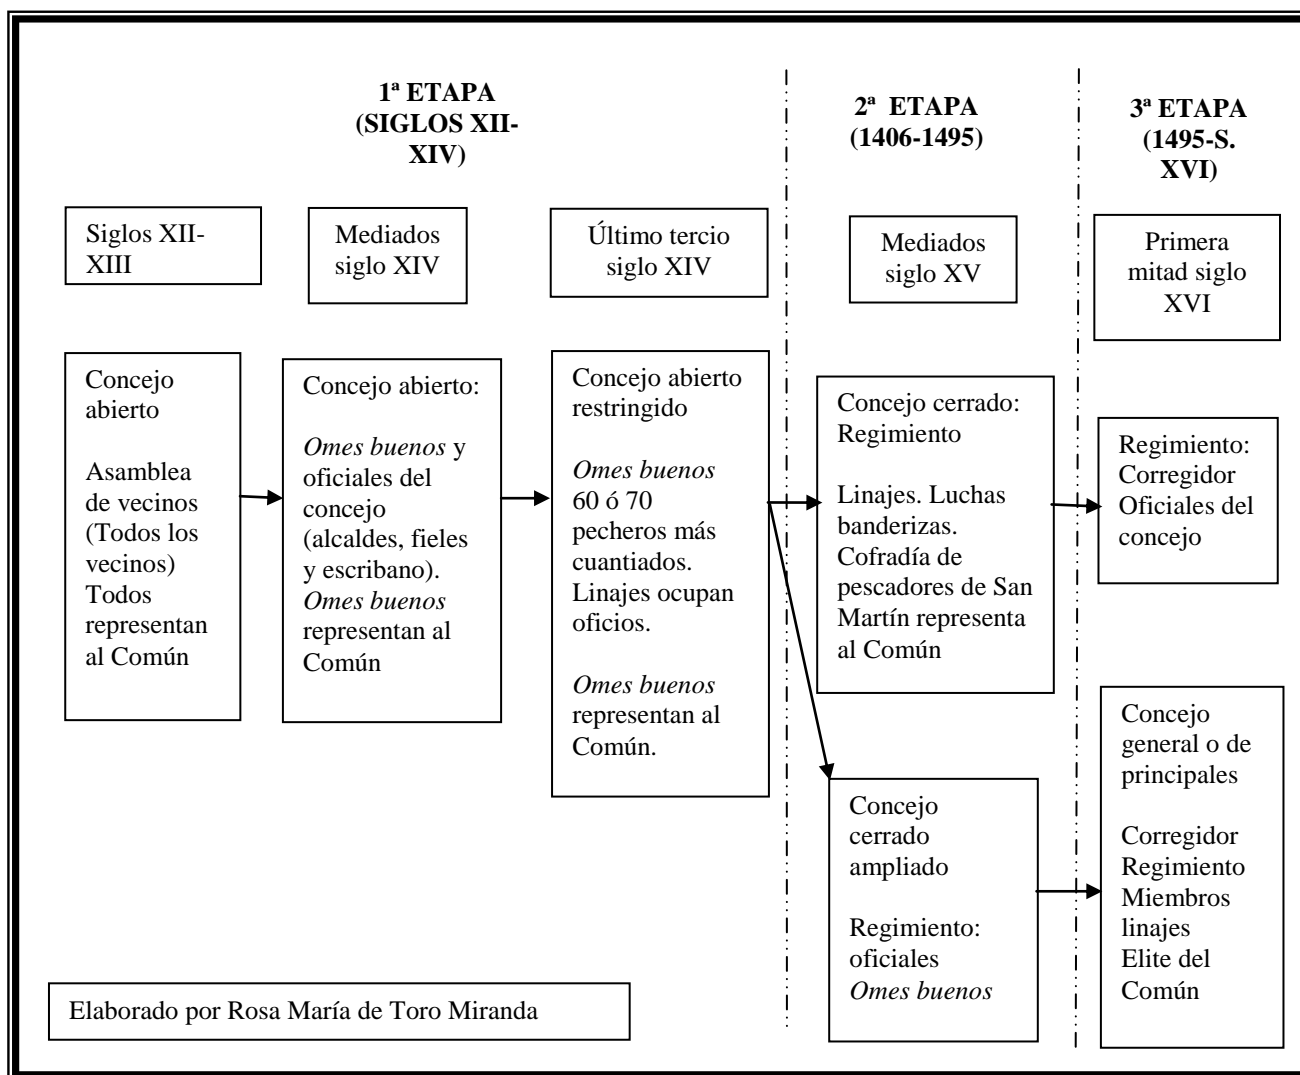 1ª ETAPA
(SIGLOS XII-
XIV)
2ª ETAPA
(1406-1495)
3ª ETAPA
(1495-S.
XVI)
Siglos XII-
XIII
Mediados
siglo XIV
Último tercio
siglo XIV
Mediados
siglo XV
Primera
mitad siglo
XVI
Concejo
abierto
Asamblea
de vecinos
(Todos los
vecinos)
Todos
representan
al Común
Concejo abierto:
Omes buenos y
oficiales del
concejo
(alcaldes, fieles
y escribano).
Omes buenos
representan al
Común
Concejo abierto
restringido
Omes buenos
60 ó 70
pecheros más
cuantiados.
Linajes ocupan
oficios.
Omes buenos
representan al
Común.
Concejo cerrado:
Regimiento
Linajes. Luchas
banderizas.
Cofradía de
pescadores de San
Martín representa
al Común
Regimiento:
Corregidor
Oficiales del
concejo
Concejo
cerrado
ampliado
Regimiento:
oficiales
Omes buenos
Concejo
general o de
principales
Corregidor
Regimiento
Miembros
linajes
Elite del
Común
Elaborado por Rosa María de Toro Miranda